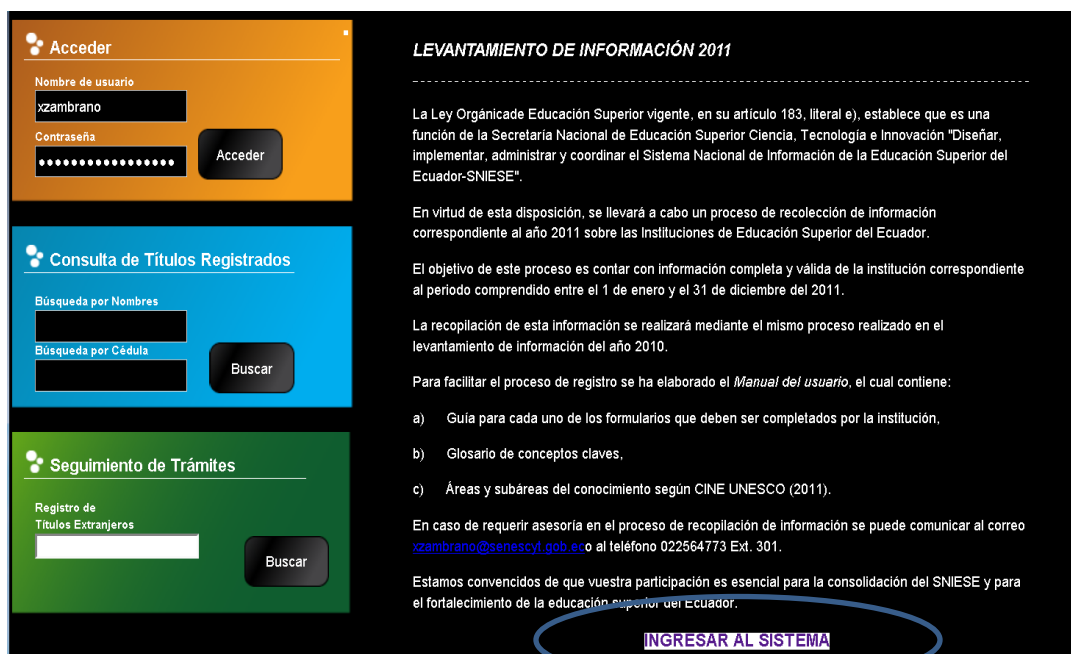 Acceder
Nombre de usuario
xzambrano
Contraseña
Acceder
Consulta de Títulos Registrados
Búsqueda por Nombres
Búsqueda por Cédula
Buscar
Seguimiento de Trámites
Registro de
Títulos Extranjeros
Buscar
LEVANTAMIENTO DE INFORMACIÓN 2011
La Ley Orgánicade Educación Superior vigente, en su artículo 183, literal e), establece que es una
función de la Secretaría Nacional de Educación Superior Ciencia, Tecnología e Innovación "Diseñar,
implementar, administrar y coordinar el Sistema Nacional de Información de la Educación Superior del
Ecuador-SNIESE".
En virtud de esta disposición, se llevará a cabo un proceso de recolección de información
correspondiente al año 2011 sobre las Instituciones de Educación Superior del Ecuador.
El objetivo de este proceso es contar con información completa y válida de la institución correspondiente
al periodo comprendido entre el 1 de enero y el 31 de diciembre del 2011.
La recopilación de esta información se realizará mediante el mismo proceso realizado en el
levantamiento de información del año 2010.
Para facilitar el proceso de registro se ha elaborado el Manual del usuario, el cual contiene:
a) Guía para cada uno de los formularios que deben ser completados por la institución,
b) Glosario de conceptos claves,
c) Áreas y subáreas del conocimiento según CINE UNESCO (2011).
En caso de requerir asesoría en el proceso de recopilación de información se puede comunicar al correo
xzambrano@senescyt.gob.eco al teléfono 022564773 Ext. 301.
Estamos convencidos de que vuestra participación es esencial para la consolidación del SNIESE y para
el fortalecimiento de la educación superior del Ecuador.
INGRESAR AL SISTEMA